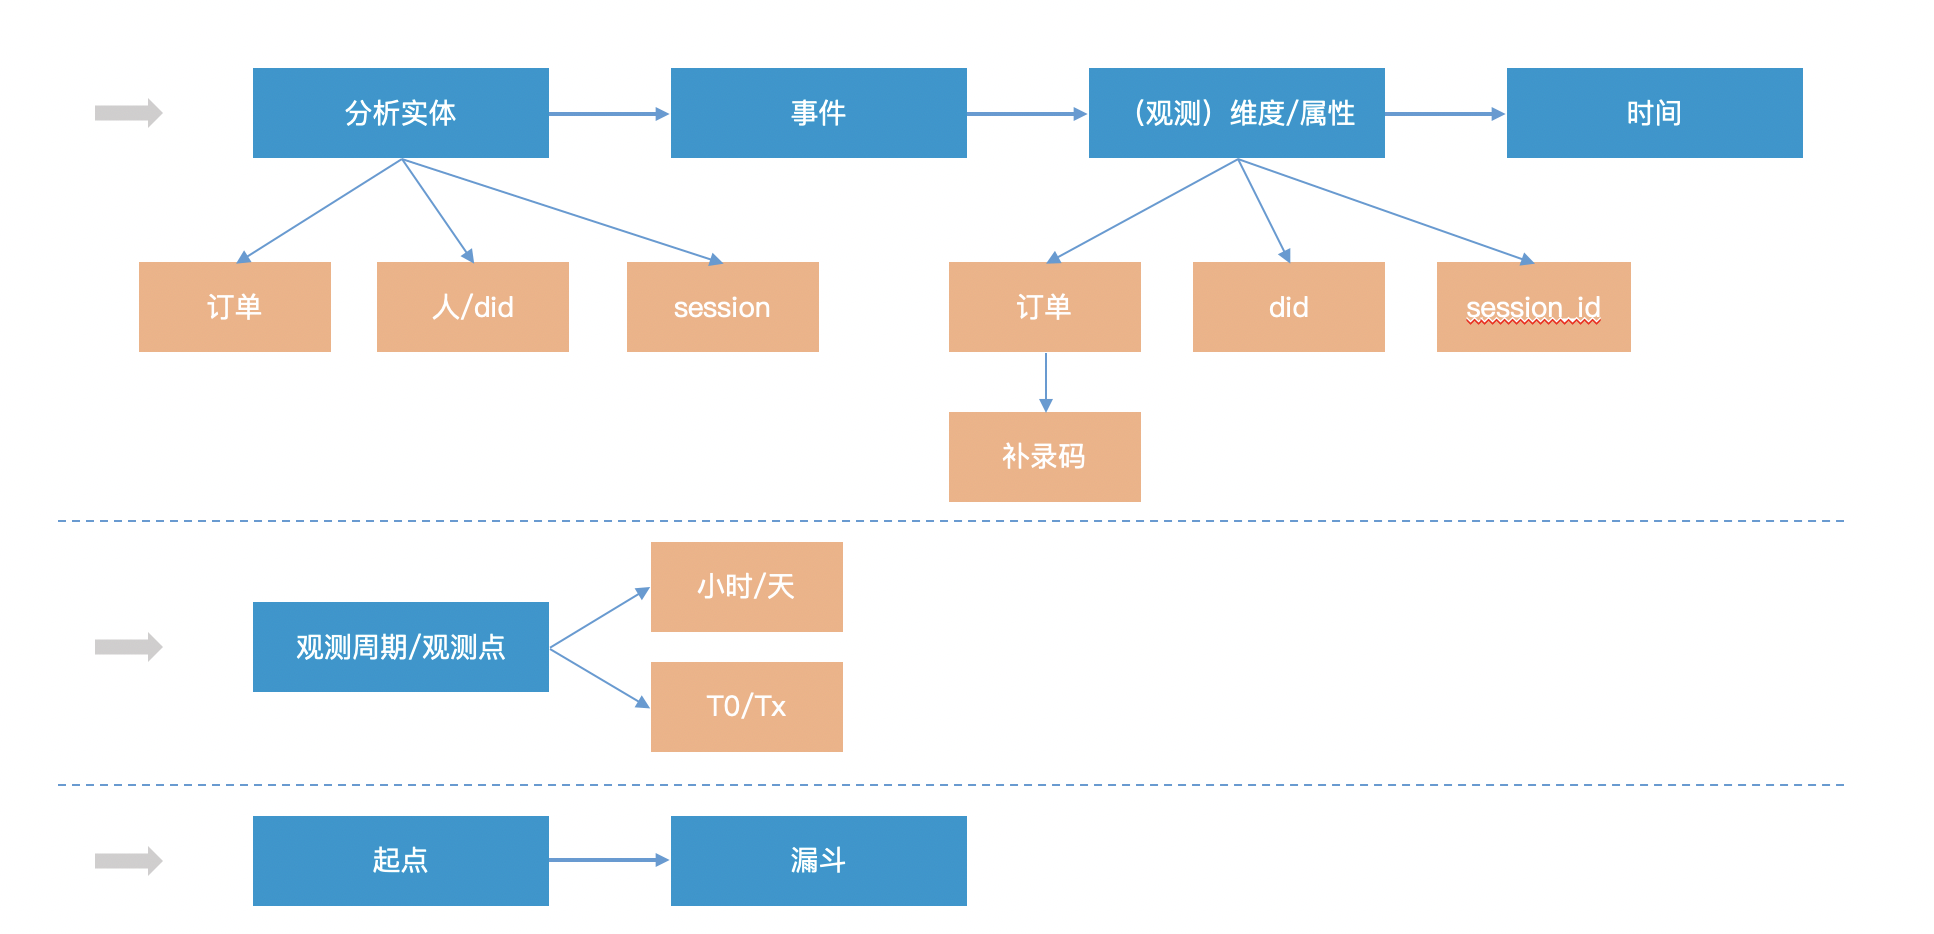 分析实体
事件
（观测）维度/属性
时间
订单
人/did
session
订单
did
session_id
补录码
小时/天
观测周期/观测点
T0/Tx
起点
漏斗